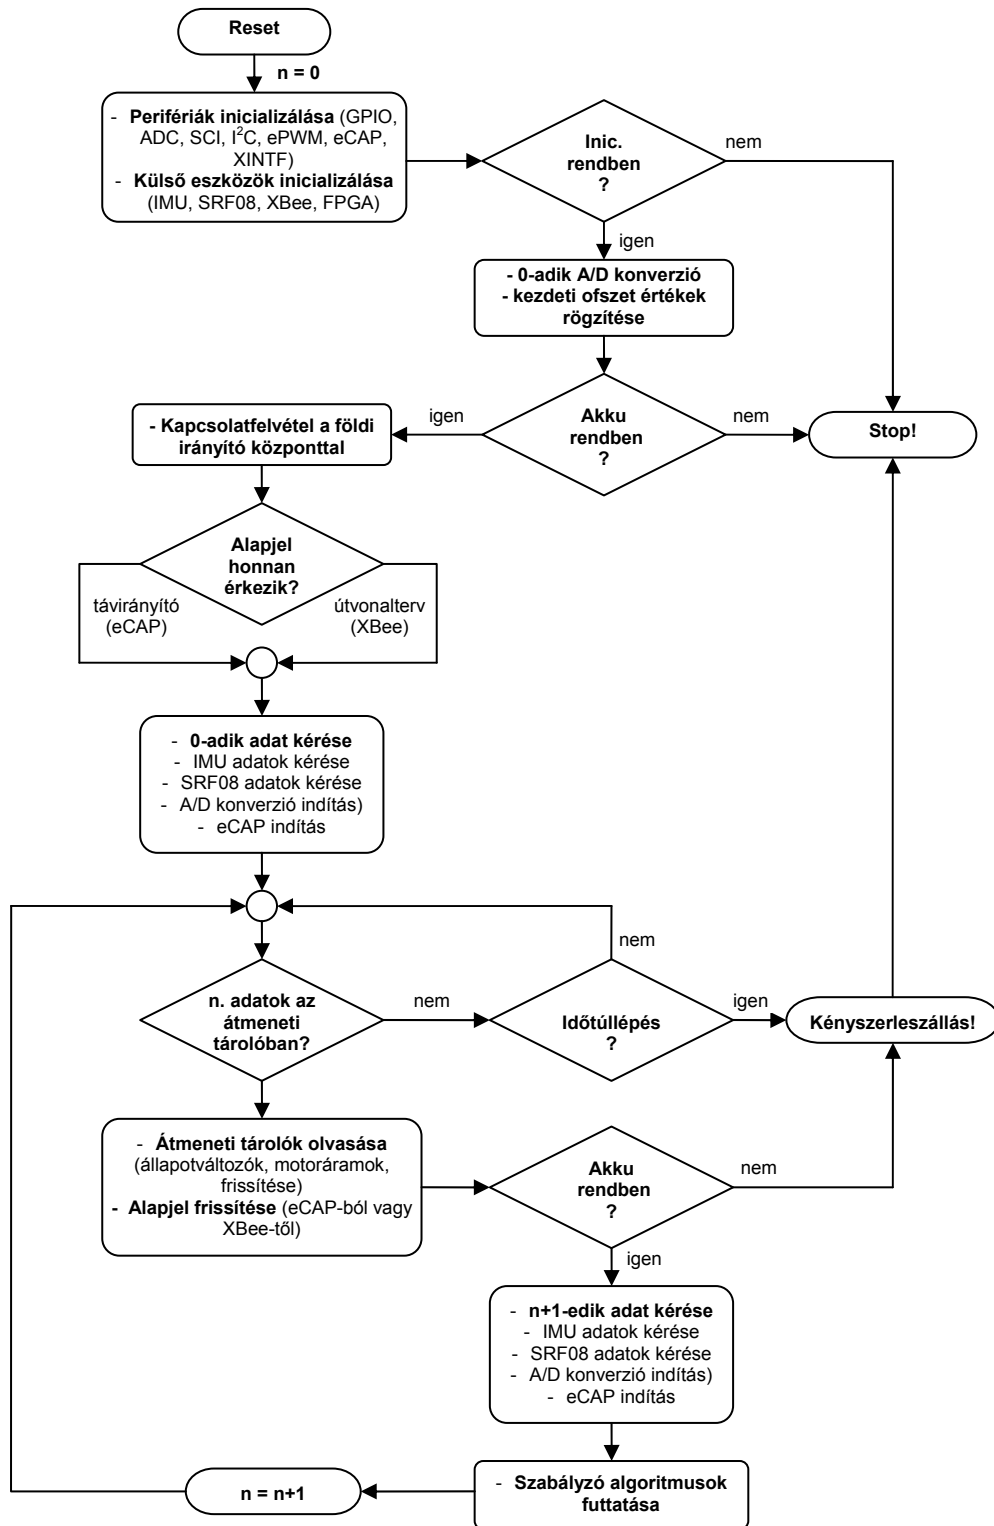 Reset
n = 0
- Perifériák inicializálása (GPIO,
ADC, SCI, I²C, ePWM, eCAP,
XINTF)
- Külső eszközök inicializálása
(IMU, SRF08, XBee, FPGA)
Inic.
rendben
?
nem
igen
- 0-adik A/D konverzió
- kezdeti ofszet értékek
rögzítése
Akku
rendben
?
igen
nem
Stop!
- Kapcsolatfelvétel a földi
irányító központtal
Alapjel
honnan
érkezik?
távirányító
(eCAP)
útvonalterv
(XBee)
- 0-adik adat kérése
- IMU adatok kérése
- SRF08 adatok kérése
- A/D konverzió indítás)
- eCAP indítás
nem
n. adatok az
átmeneti
tárolóban?
nem
Időtúllépés
?
igen
Kényszerleszállás!
- Átmeneti tárolók olvasása
(állapotváltozók, motoráramok,
frissítése)
- Alapjel frissítése (eCAP-ból vagy
XBee-től)
Akku
rendben
?
nem
igen
- n+1-edik adat kérése
- IMU adatok kérése
- SRF08 adatok kérése
- A/D konverzió indítás)
- eCAP indítás
- Szabályzó algoritmusok
futtatása
n = n+1